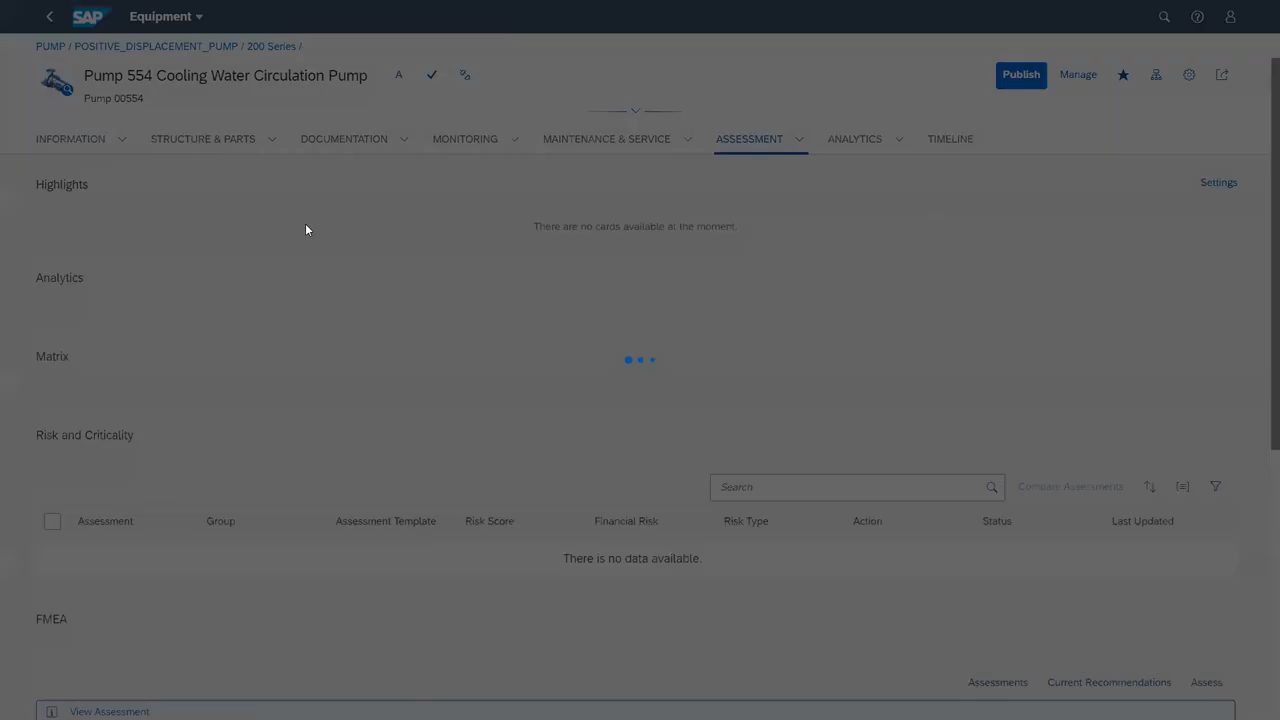 SAP Equipment
PUMP / POSITIVE_DISPLACEMENT_PUMP / 200 Series /
Pump 554 Cooling Water Circulation Pump A
Publish Manage
Pump 00554
INFORMATION STRUCTURE & PARTS DOCUMENTATION MONITORING MAINTENANCE & SERVICE ASSESSMENT ANALYTICS TIMELINE
Highlights Settings
There are no cards available at the moment.
Analytics
Matrix
Risk and Criticality
Search Compare Assessments
Assessment Group Assessment Template Risk Score Financial Risk Risk Type Action Status Last Updated
There is no data available.
FMEA
Assessments Current Recommendations Assess
View Assessment